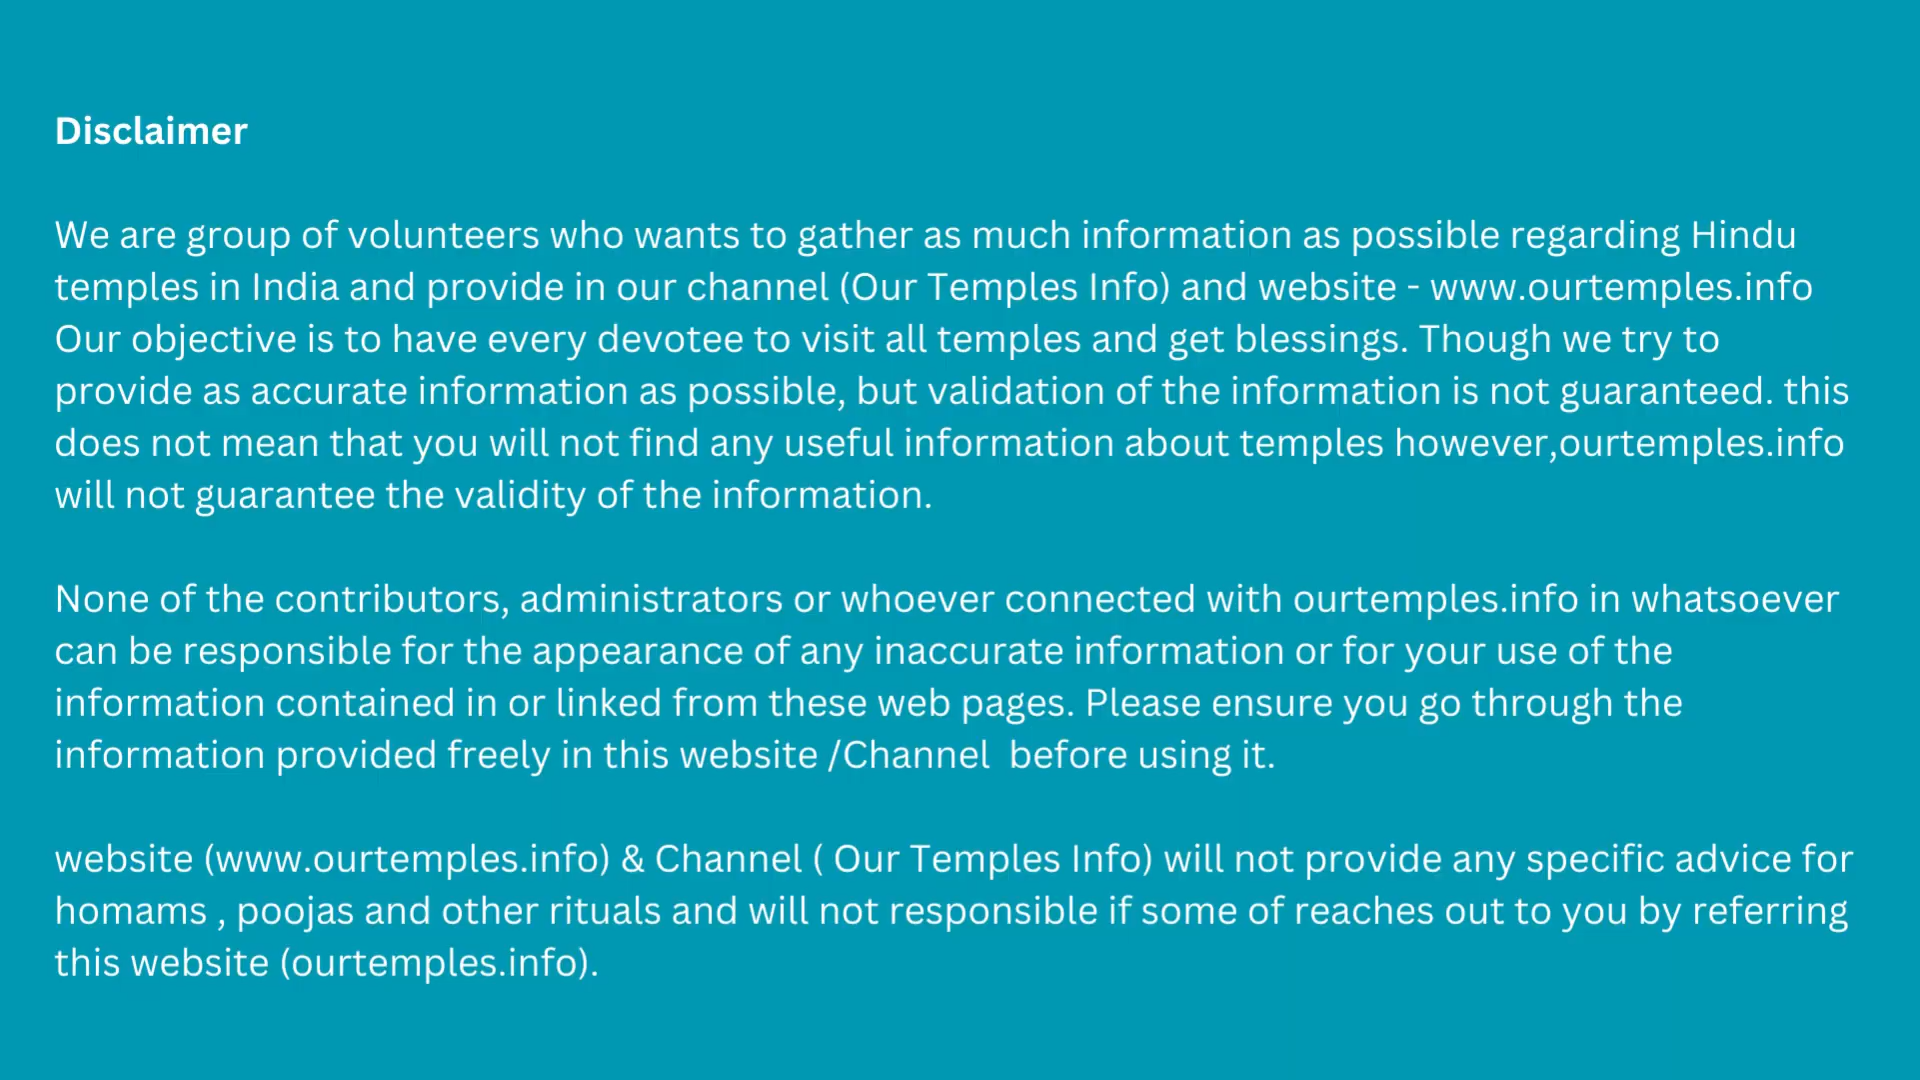 Disclaimer
We are group of volunteers who wants to gather as much information as possible regarding Hindu
temples in India and provide in our channel (Our Temples Info) and website - www.ourtemples.info
Our objective is to have every devotee to visit all temples and get blessings. Though we try to
provide as accurate information as possible, but validation of the information is not guaranteed. this
does not mean that you will not find any useful information about temples however,ourtemples.info
will not guarantee the validity of the information.
None of the contributors, administrators or whoever connected with ourtemples.info in whatsoever
can be responsible for the appearance of any inaccurate information or for your use of the
information contained in or linked from these web pages. Please ensure you go through the
information provided freely in this website /Channel  before using it.
website (www.ourtemples.info) & Channel ( Our Temples Info) will not provide any specific advice for
homams , poojas and other rituals and will not responsible if some of reaches out to you by referring
this website (ourtemples.info).